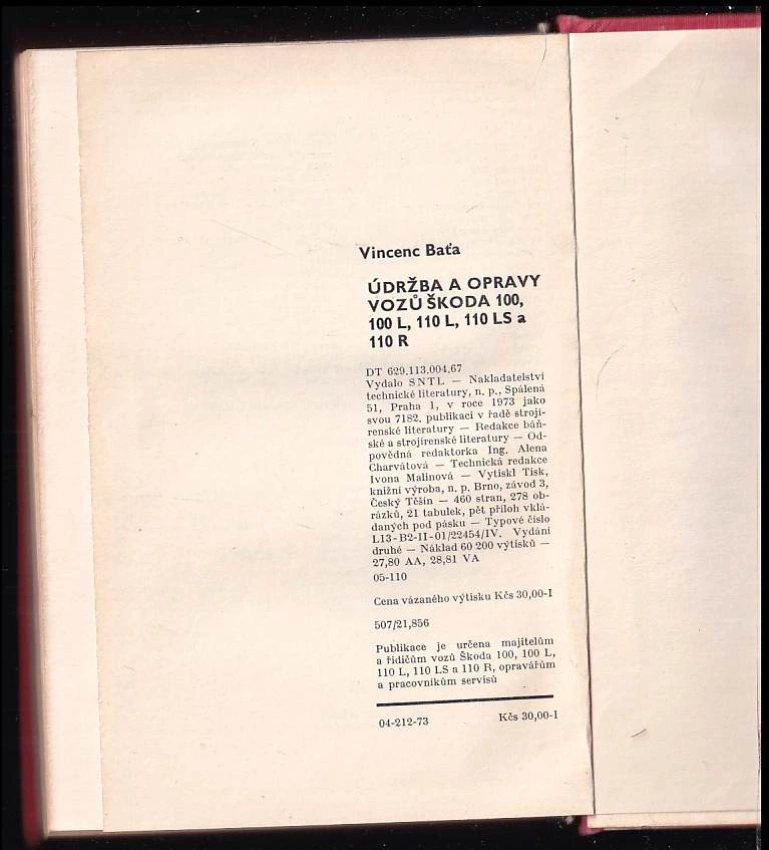 Vincenc Baťa
ÚDRŽBA A OPRAVY
VOZŮ ŠKODA 100,
100 L, 110 L, 110 LS a
110 R
DT 629.113.004.67
Vydalo SNTL — Nakladatelství
technické literatury, n. p., Spálená
51, Praha 1, v roce 1973 jako
svou 7182. publikaci v řadě strojí-
renské literatury — Redakce báň-
ské a strojírenské literatury — Od-
povědná redaktorka Ing. Alena
Charvátová — Technická redakce
Ivona Malinová — Vytiskl Tisk,
knižní výroba, n. p. Brno, závod 3,
Český Těšín — 460 stran, 278 ob-
rázků, 21 tabulek, pět příloh vklá-
daných pod pásku — Typové číslo
L13-B2-II-01/22454/IV. Vydání
druhé — Náklad 60 200 výtisků —
27,80 AA, 28,81 VA
05-110
Cena vázaného výtisku Kčs 30,00-I
507/21,856
Publikace je určena majitelům
a řidičům vozů Škoda 100, 100 L,
110 L, 110 LS a 110 R, opravářům
a pracovníkům servisů
04-212-73 Kčs 30,00-I